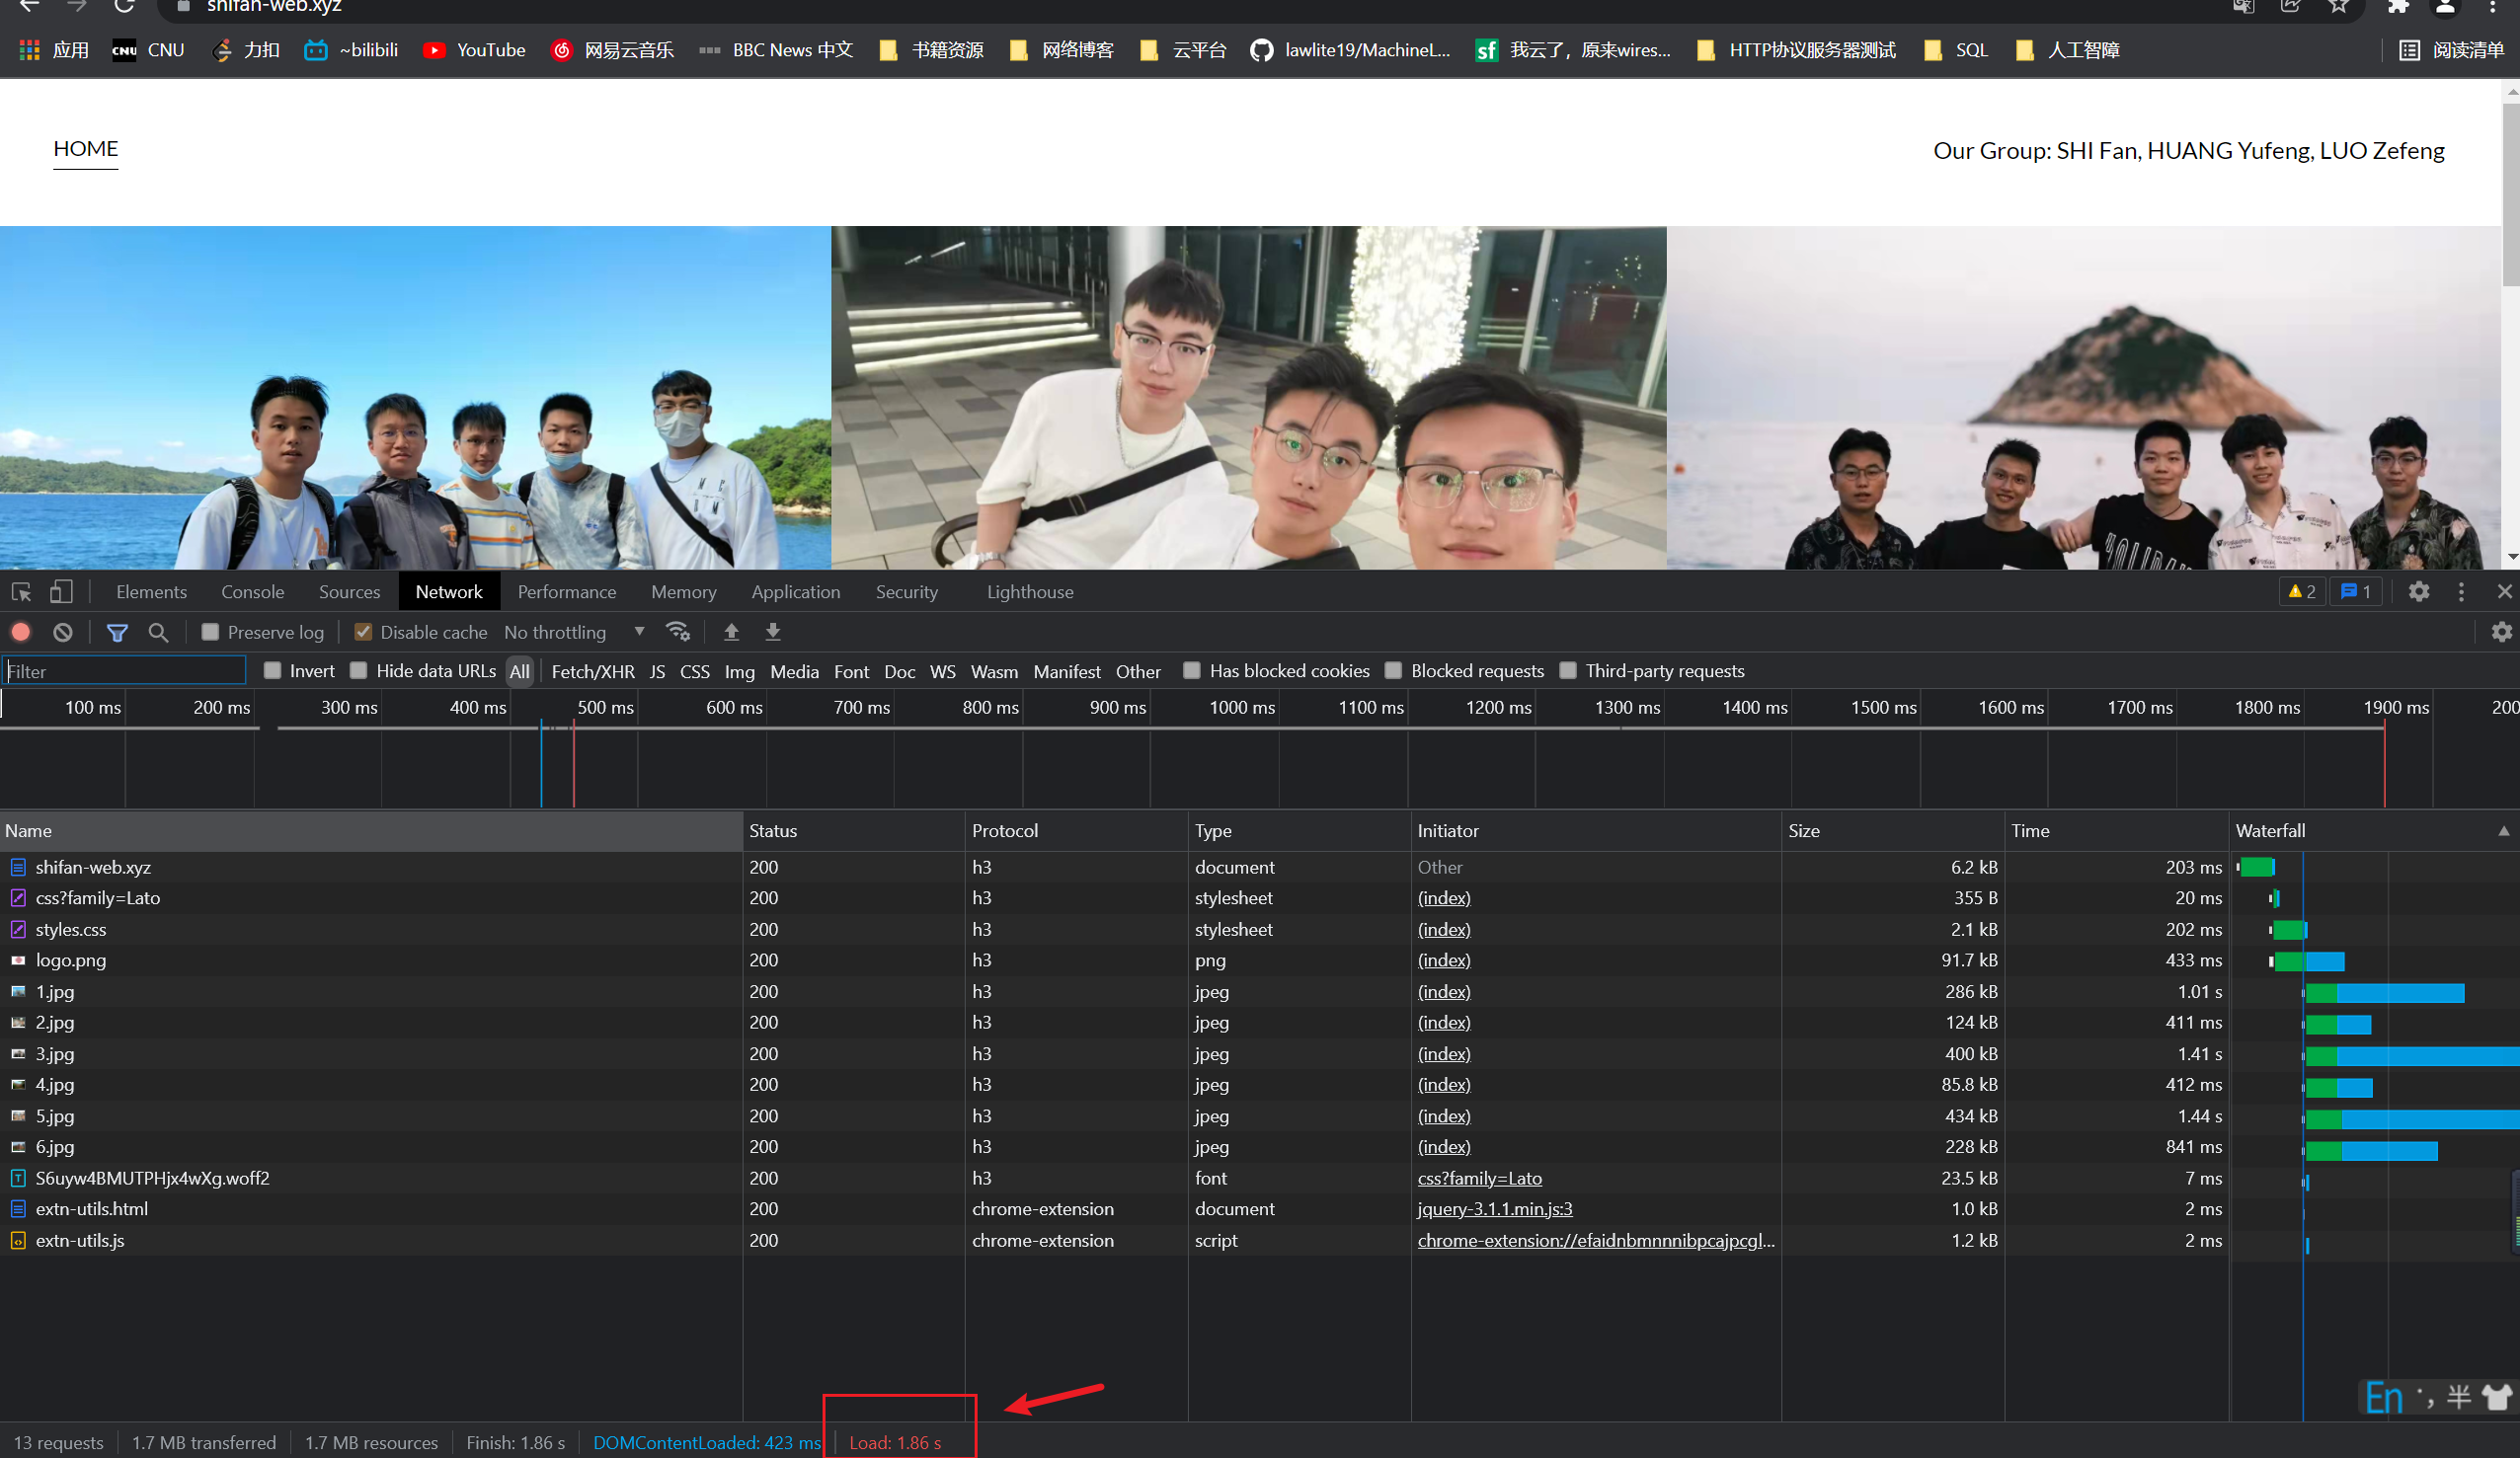 shifan-web.xyz
应用 CNU CNU 力扣 ~bilibili YouTube 网易云音乐 BBC News 中文 书籍资源 网络博客 云平台 lawlite19/MachineL... sf 我云了，原来wires... HTTP协议服务器测试 SQL 人工智障 阅读清单
HOME Our Group: SHI Fan, HUANG Yufeng, LUO Zefeng
Elements Console Sources Network Performance Memory Application Security Lighthouse 2 1
Preserve log Disable cache No throttling
Filter Invert Hide data URLs All Fetch/XHR JS CSS Img Media Font Doc WS Wasm Manifest Other Has blocked cookies Blocked requests Third-party requests
100 ms 200 ms 300 ms 400 ms 500 ms 600 ms 700 ms 800 ms 900 ms 1000 ms 1100 ms 1200 ms 1300 ms 1400 ms 1500 ms 1600 ms 1700 ms 1800 ms 1900 ms 200
Name Status Protocol Type Initiator Size Time Waterfall
shifan-web.xyz 200 h3 document Other 6.2 kB 203 ms
css?family=Lato 200 h3 stylesheet (index) 355 B 20 ms
styles.css 200 h3 stylesheet (index) 2.1 kB 202 ms
logo.png 200 h3 png (index) 91.7 kB 433 ms
1.jpg 200 h3 jpeg (index) 286 kB 1.01 s
2.jpg 200 h3 jpeg (index) 124 kB 411 ms
3.jpg 200 h3 jpeg (index) 400 kB 1.41 s
4.jpg 200 h3 jpeg (index) 85.8 kB 412 ms
5.jpg 200 h3 jpeg (index) 434 kB 1.44 s
6.jpg 200 h3 jpeg (index) 228 kB 841 ms
S6uyw4BMUTPHjx4wXg.woff2 200 h3 font css?family=Lato 23.5 kB 7 ms
extn-utils.html 200 chrome-extension document jquery-3.1.1.min.js:3 1.0 kB 2 ms
extn-utils.js 200 chrome-extension script chrome-extension://efaidnbmnnnibpcajpcgl... 1.2 kB 2 ms
En 半
13 requests 1.7 MB transferred 1.7 MB resources Finish: 1.86 s DOMContentLoaded: 423 ms Load: 1.86 s